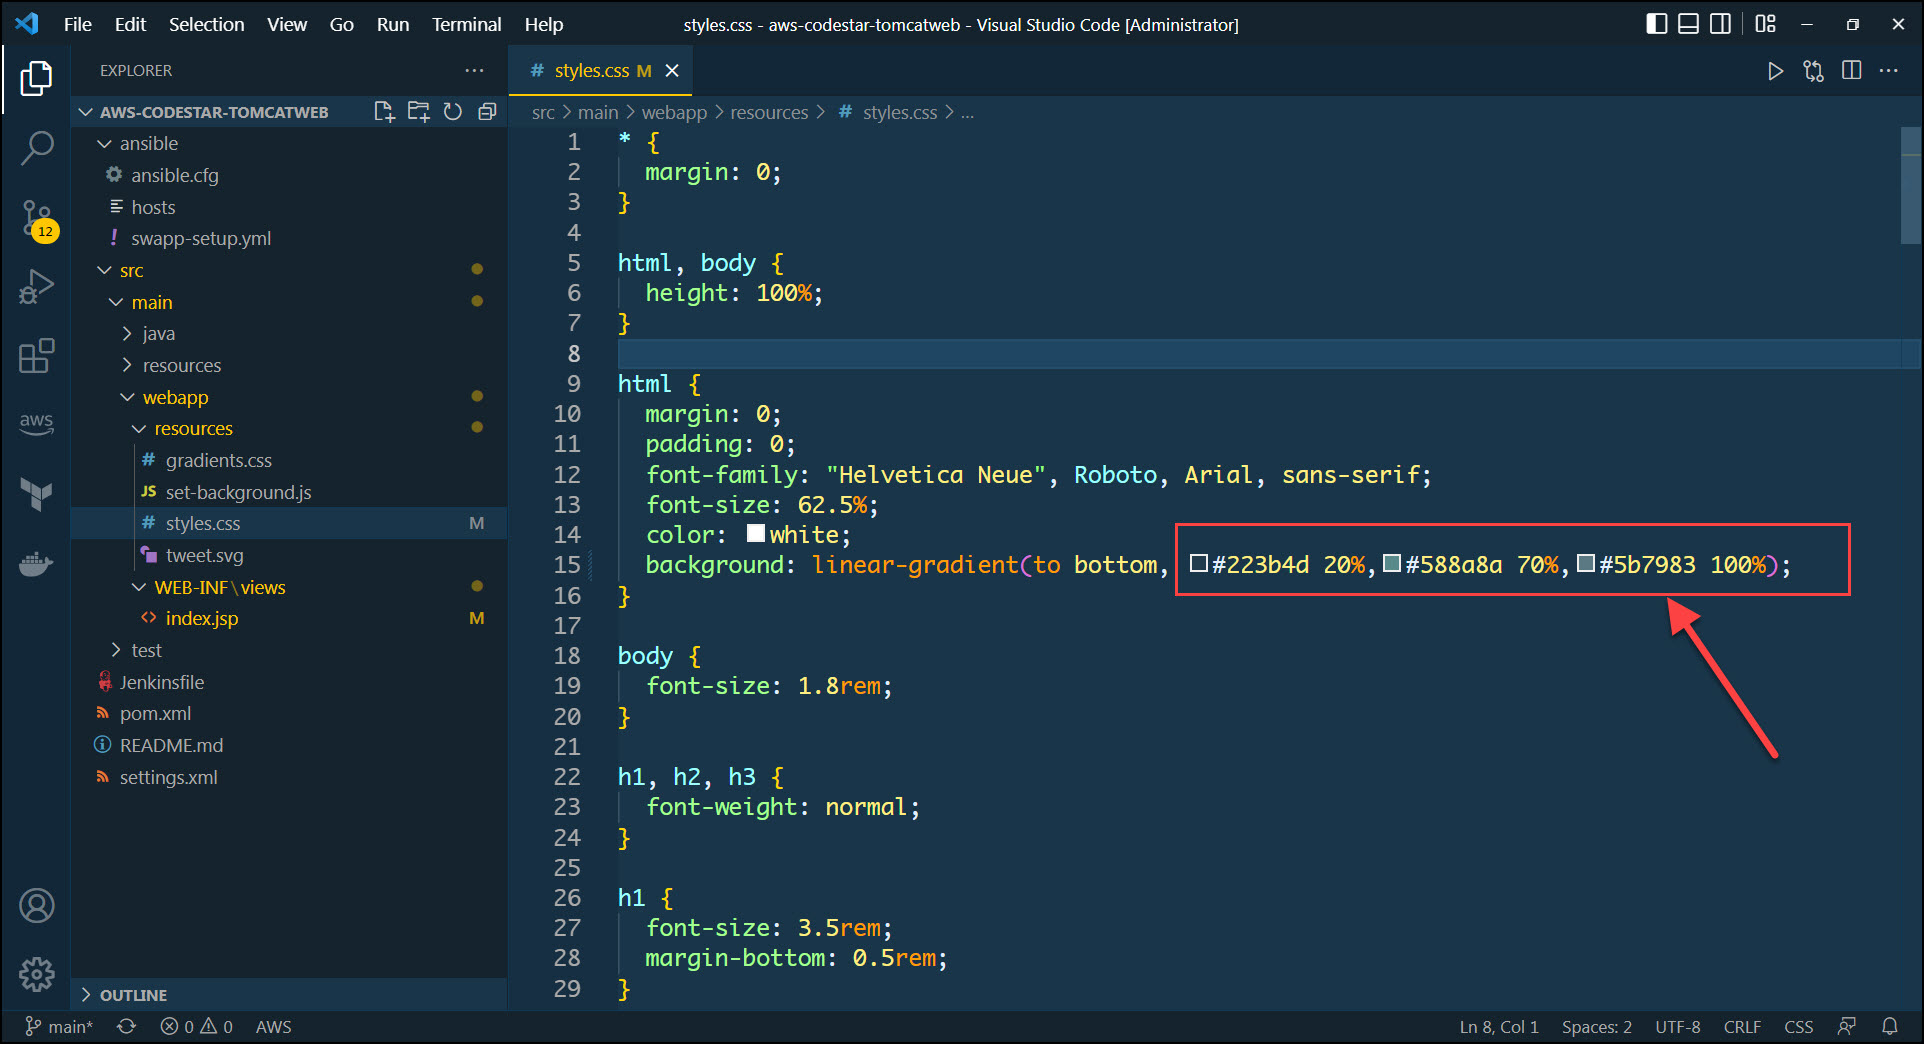 File Edit Selection View Go Run Terminal Help
styles.css - aws-codestar-tomcatweb - Visual Studio Code [Administrator]
EXPLORER ...
AWS-CODESTAR-TOMCATWEB
ansible
ansible.cfg
hosts
! swapp-setup.yml
src
main
java
resources
webapp
resources
# gradients.css
JS set-background.js
# styles.css M
tweet.svg
WEB-INF\views
<> index.jsp M
test
Jenkinsfile
pom.xml
README.md
settings.xml
OUTLINE
12
aws
# styles.css M
src > main > webapp > resources > # styles.css > ...
1 * {
2 margin: 0;
3 }
4
5 html, body {
6 height: 100%;
7 }
8
9 html {
10 margin: 0;
11 padding: 0;
12 font-family: "Helvetica Neue", Roboto, Arial, sans-serif;
13 font-size: 62.5%;
14 color: white;
15 background: linear-gradient(to bottom, #223b4d 20%,#588a8a 70%,#5b7983 100%);
16 }
17
18 body {
19 font-size: 1.8rem;
20 }
21
22 h1, h2, h3 {
23 font-weight: normal;
24 }
25
26 h1 {
27 font-size: 3.5rem;
28 margin-bottom: 0.5rem;
29 }
main* 0 0 AWS
Ln 8, Col 1 Spaces: 2 UTF-8 CRLF CSS